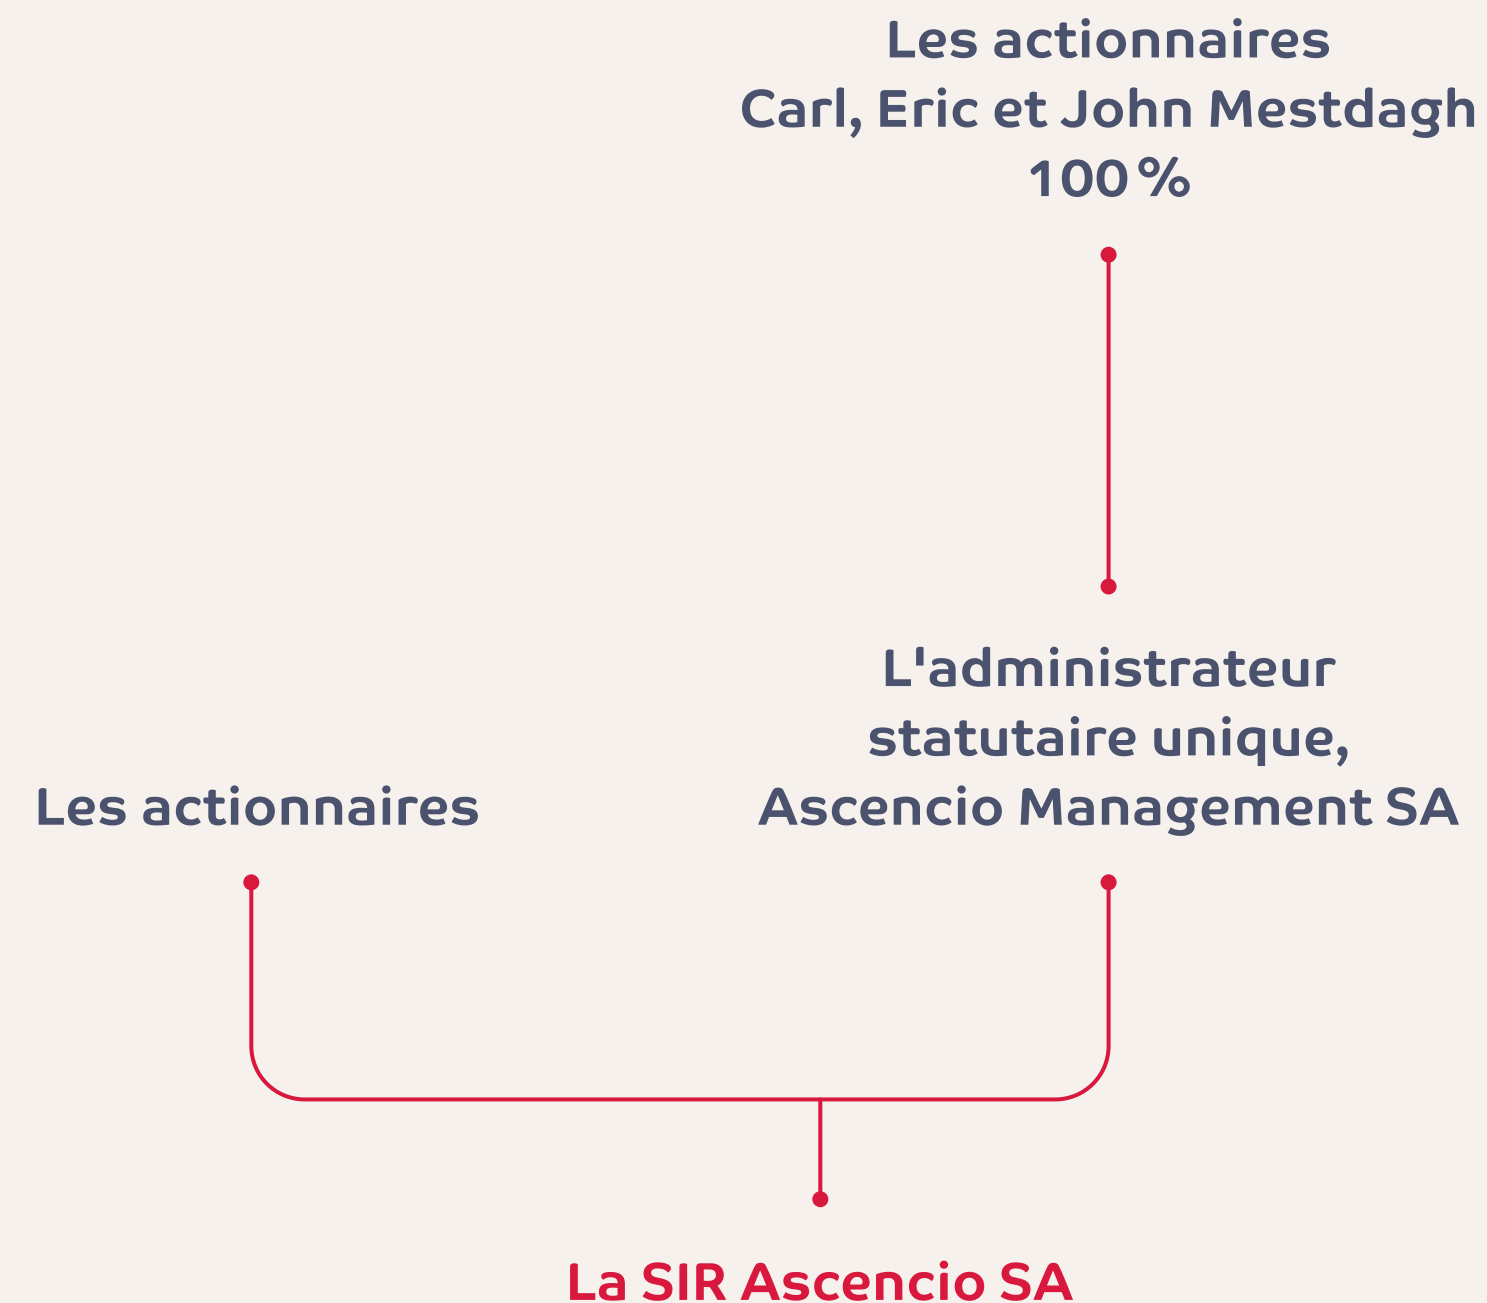 Les actionnaires
Carl, Eric et John Mestdagh
100 %
L'administrateur
statutaire unique,
Ascencio Management SA
Les actionnaires
La SIR Ascencio SA